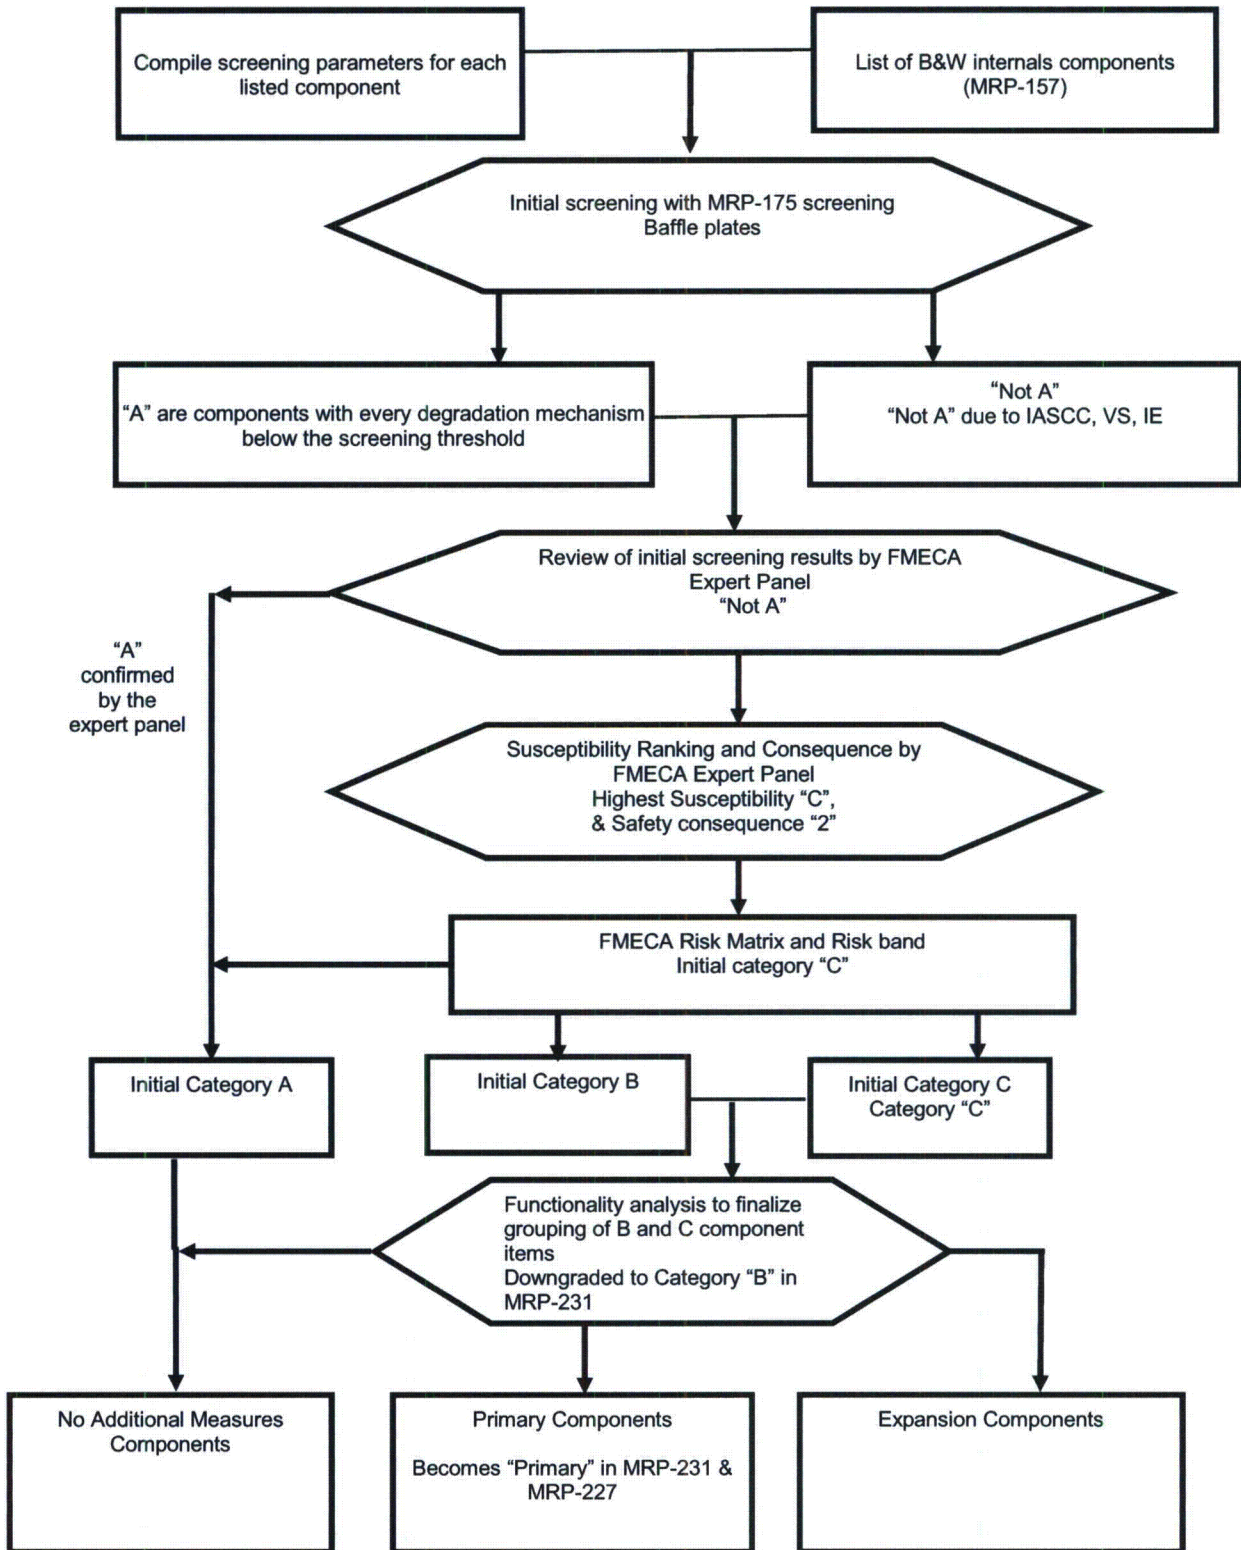 Compile screening parameters for each
listed component
List of B&W internals components
(MRP-157)
Initial screening with MRP-175 screening
Baffle plates
“A” are components with every degradation mechanism
below the screening threshold
“Not A”
“Not A” due to IASCC, VS, IE
Review of initial screening results by FMECA
Expert Panel
“Not A”
“A”
confirmed
by the
expert panel
Susceptibility Ranking and Consequence by
FMECA Expert Panel
Highest Susceptibility “C”,
& Safety consequence “2”
FMECA Risk Matrix and Risk band
Initial category “C”
Initial Category A
Initial Category B
Initial Category C
Category “C”
Functionality analysis to finalize
grouping of B and C component
items
Downgraded to Category “B” in
MRP-231
No Additional Measures
Components
Primary Components
Becomes “Primary” in MRP-231 &
MRP-227
Expansion Components